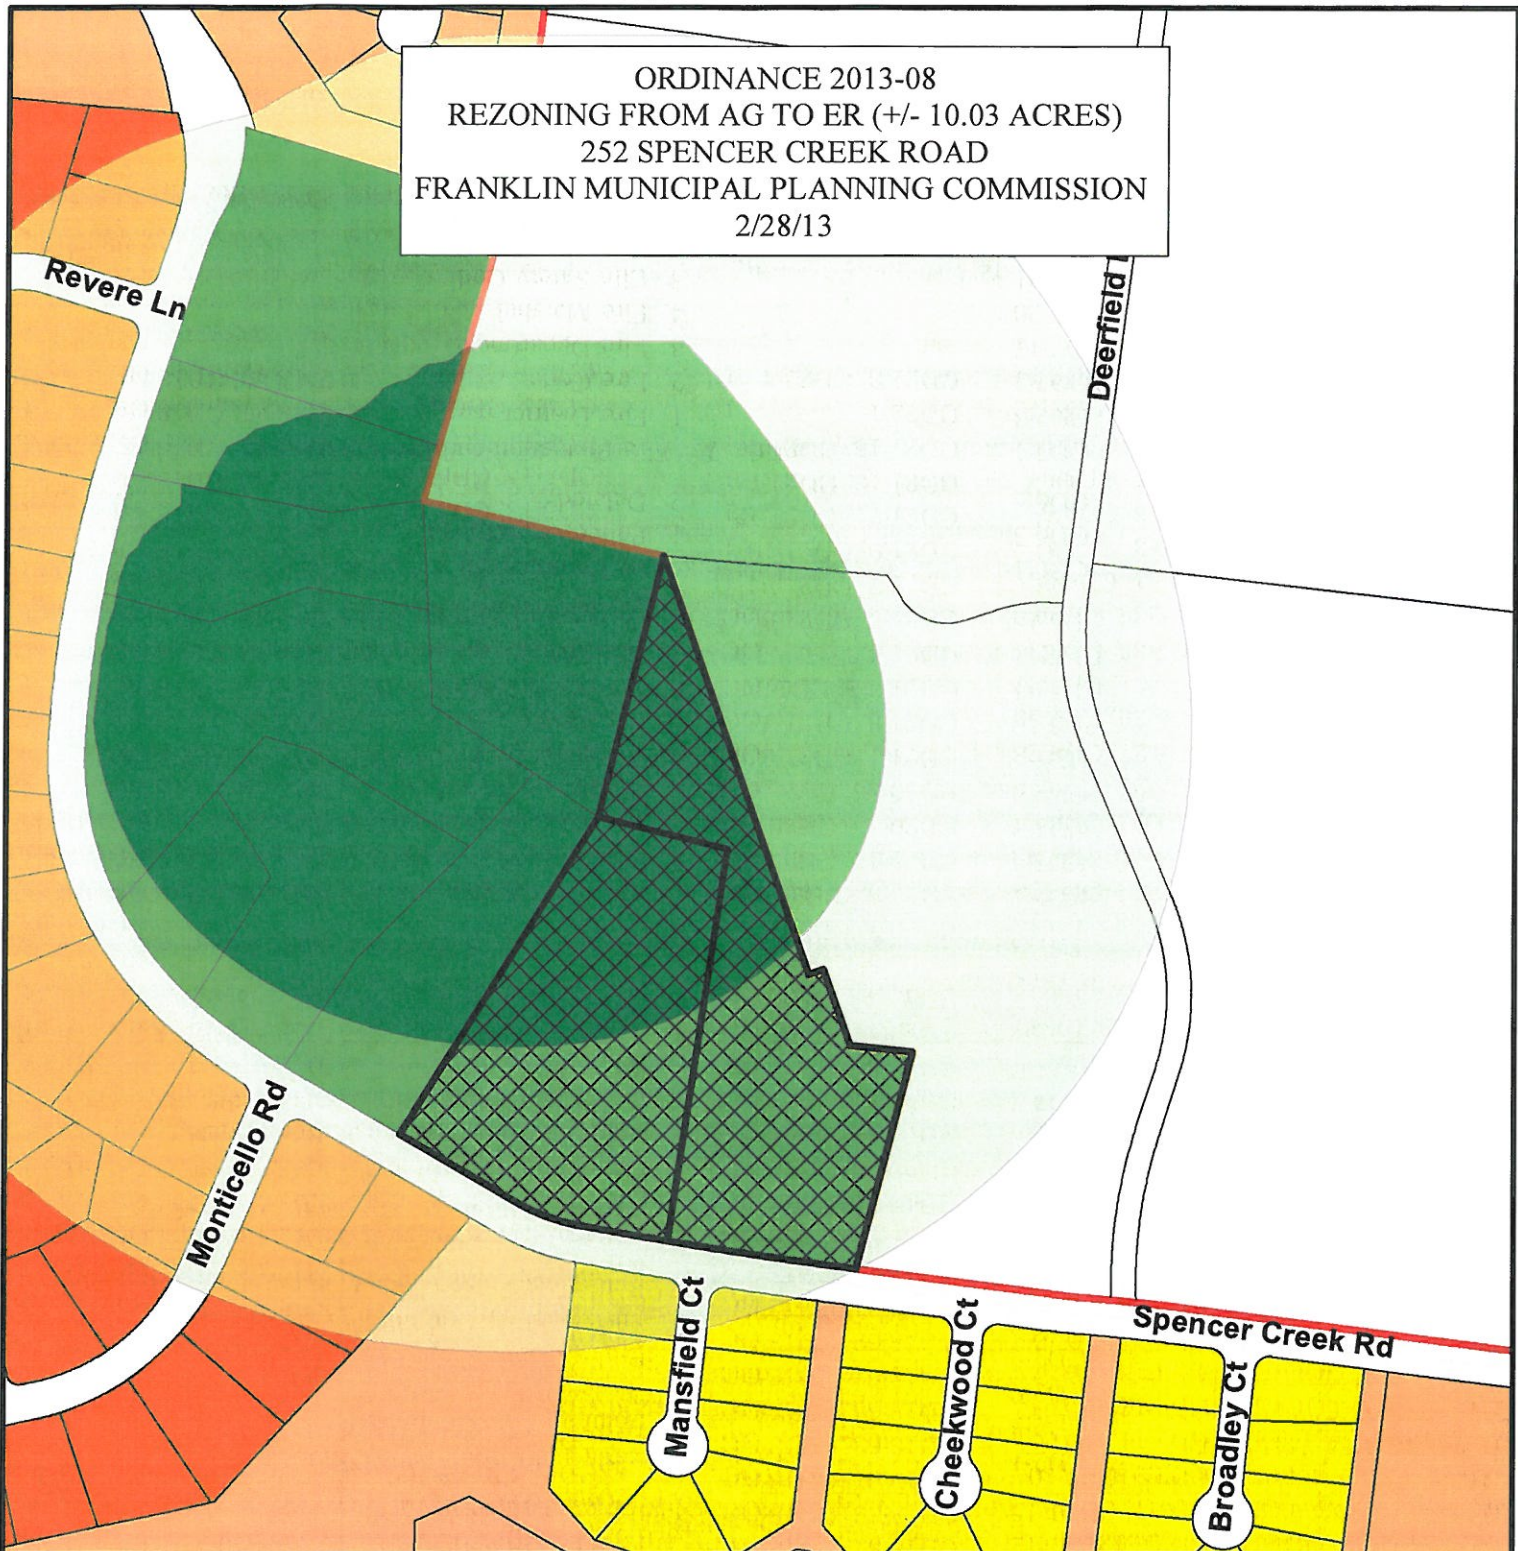 ORDINANCE 2013-08
REZONING FROM AG TO ER (+/- 10.03 ACRES)
252 SPENCER CREEK ROAD
FRANKLIN MUNICIPAL PLANNING COMMISSION
2/28/13
Revere Ln
Deerfield
Monticello Rd
Mansfield Ct
Cheekwood Ct
Spencer Creek Rd
Broadley Ct